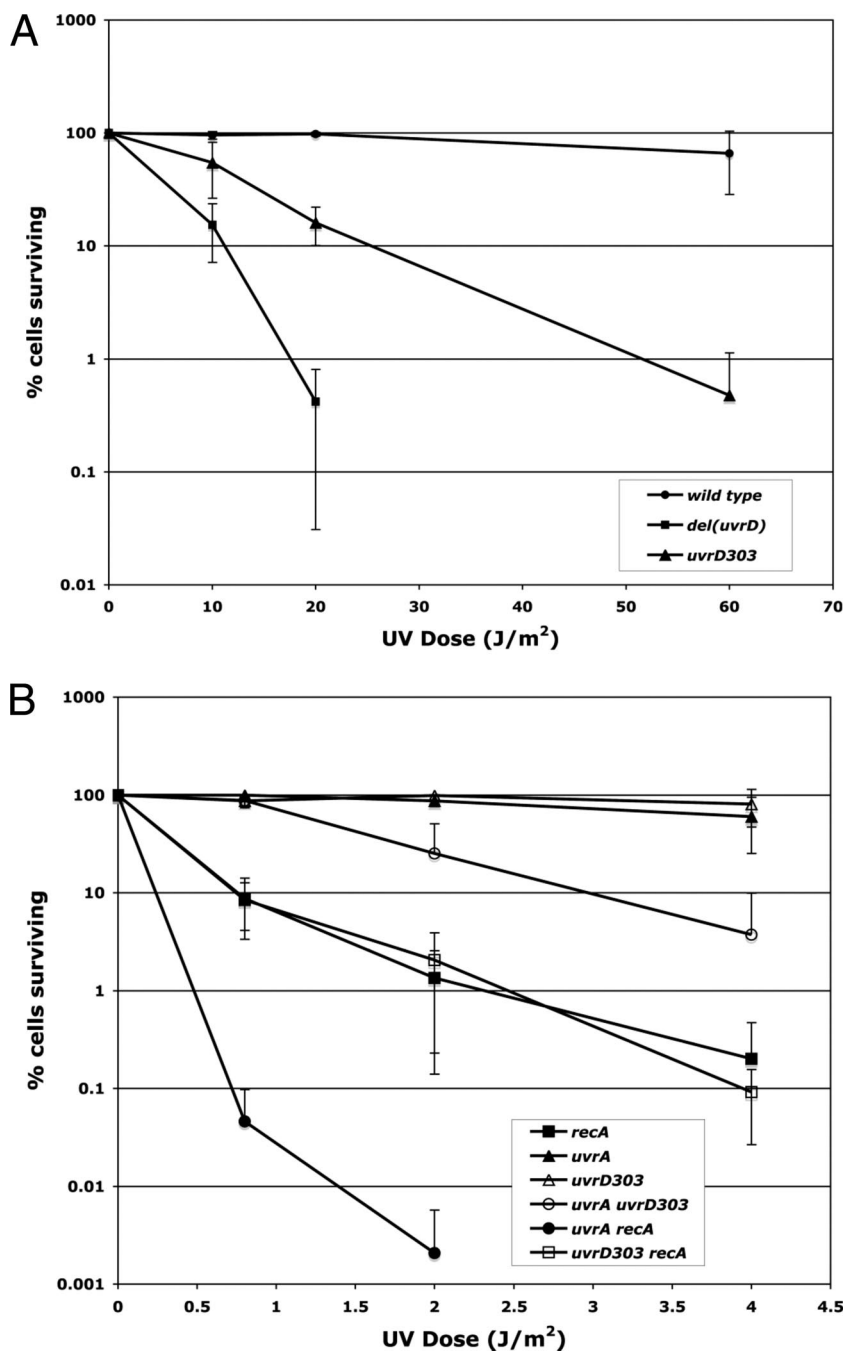 A
1000
100
10
1
0.1
0.01
% cells surviving
wild type
del(uvrD)
uvrD303
0 10 20 30 40 50 60 70
UV Dose (J/m²)
B
1000
100
10
1
0.1
0.01
0.001
% cells surviving
recA
uvrA
uvrD303
uvrA uvrD303
uvrA recA
uvrD303 recA
0 0.5 1 1.5 2 2.5 3 3.5 4 4.5
UV Dose (J/m²)